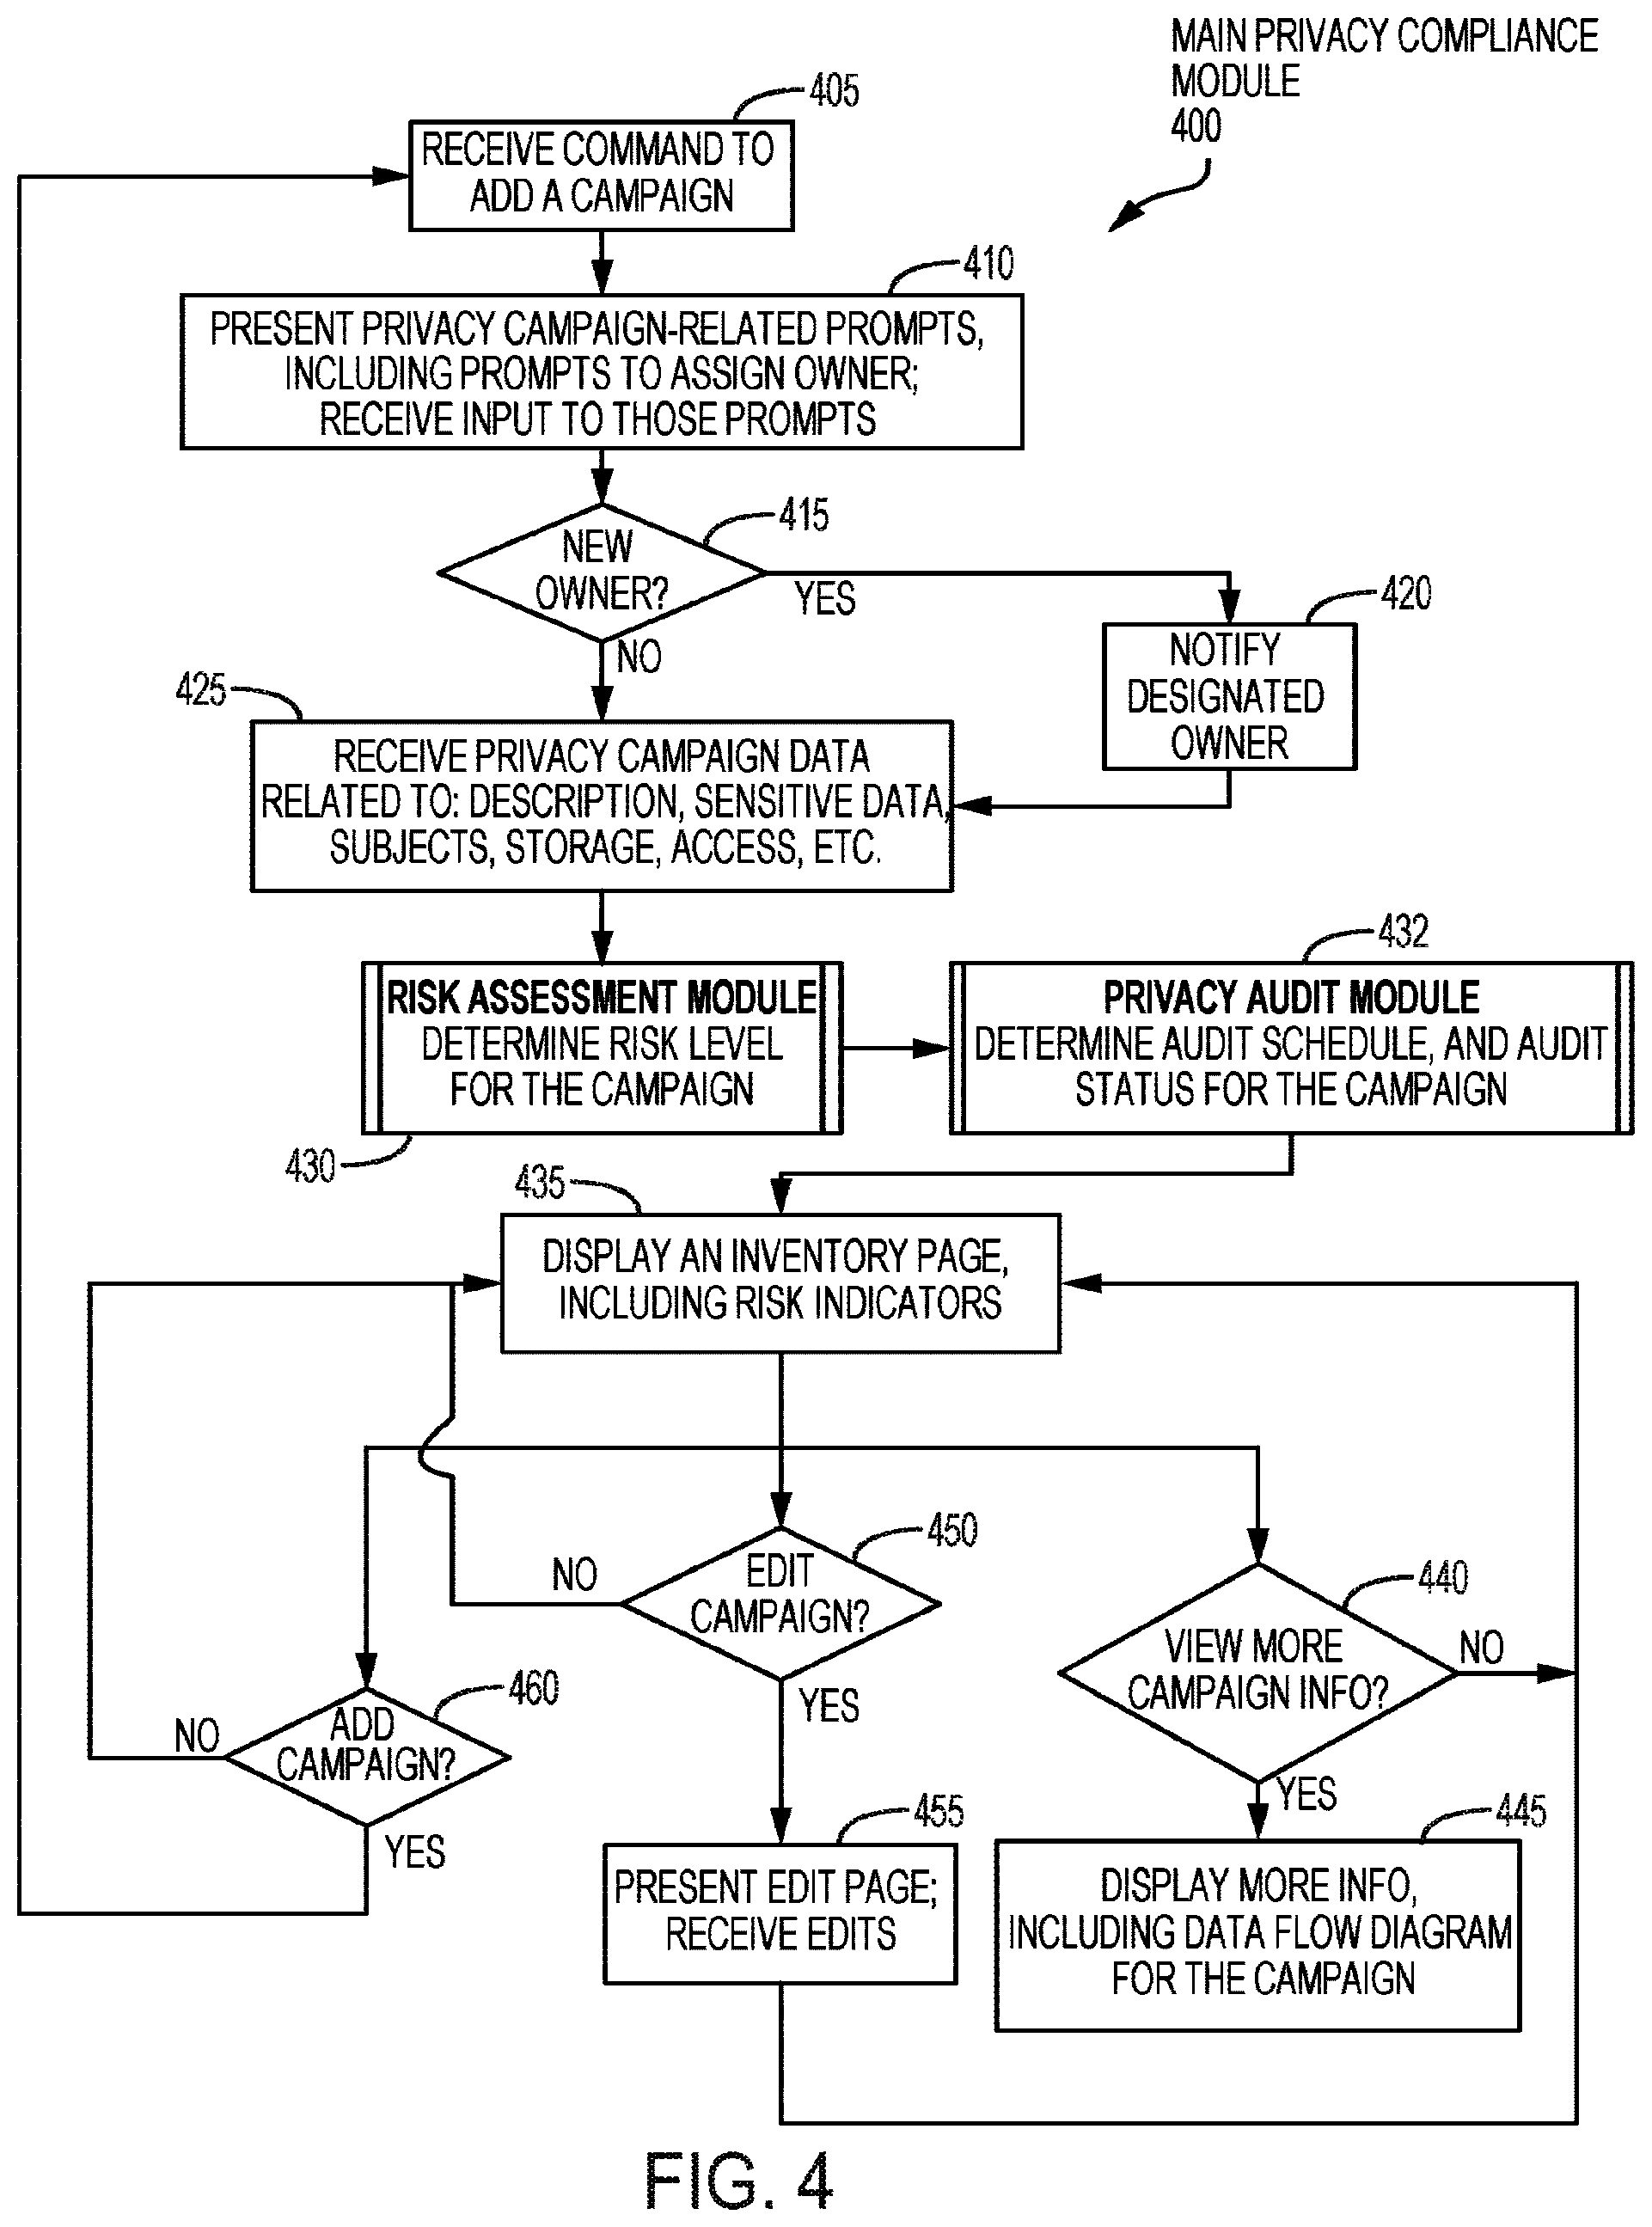 MAIN PRIVACY COMPLIANCE
MODULE
400
405
RECEIVE COMMAND TO
ADD A CAMPAIGN
410
PRESENT PRIVACY CAMPAIGN-RELATED PROMPTS,
INCLUDING PROMPTS TO ASSIGN OWNER;
RECEIVE INPUT TO THOSE PROMPTS
415
NEW
OWNER?
YES
NO
420
NOTIFY
DESIGNATED
OWNER
425
RECEIVE PRIVACY CAMPAIGN DATA
RELATED TO: DESCRIPTION, SENSITIVE DATA,
SUBJECTS, STORAGE, ACCESS, ETC.
RISK ASSESSMENT MODULE
DETERMINE RISK LEVEL
FOR THE CAMPAIGN
430
432
PRIVACY AUDIT MODULE
DETERMINE AUDIT SCHEDULE, AND AUDIT
STATUS FOR THE CAMPAIGN
435
DISPLAY AN INVENTORY PAGE,
INCLUDING RISK INDICATORS
450
EDIT
CAMPAIGN?
NO
YES
440
VIEW MORE
CAMPAIGN INFO?
NO
YES
460
ADD
CAMPAIGN?
NO
YES
455
PRESENT EDIT PAGE;
RECEIVE EDITS
445
DISPLAY MORE INFO,
INCLUDING DATA FLOW DIAGRAM
FOR THE CAMPAIGN
FIG. 4